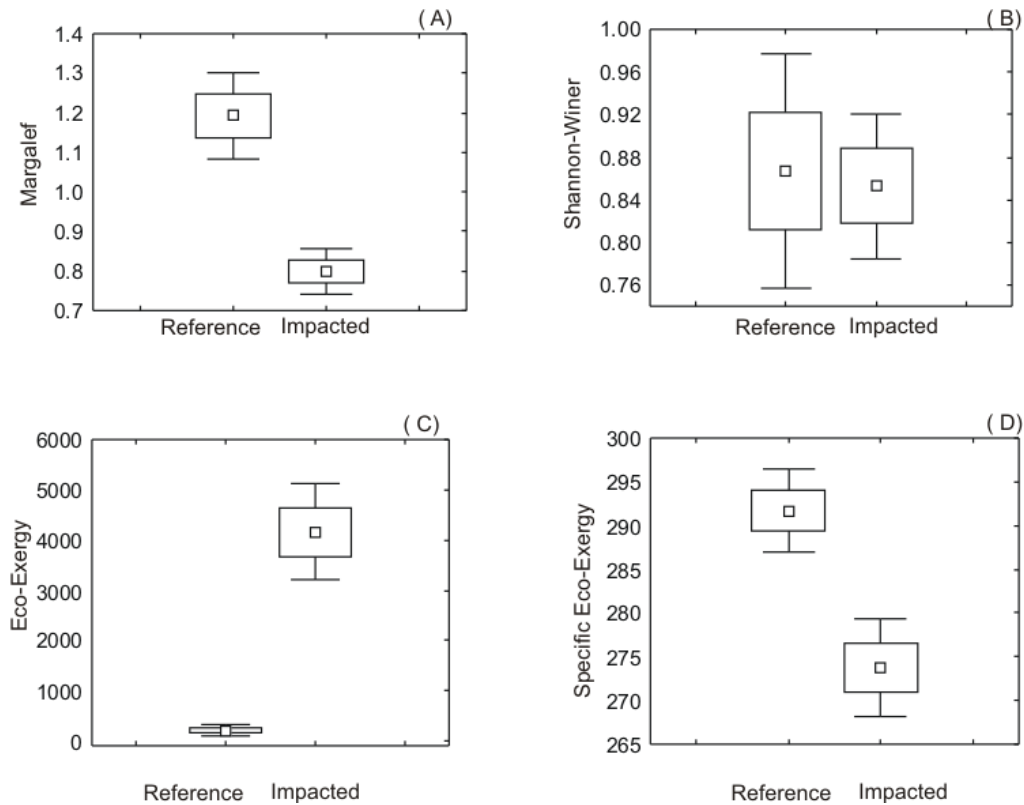 ( A)
Margalef
1.4
1.3
1.2
1.1
1.0
0.9
0.8
0.7
Reference Impacted
( B)
Shannon-Winer
1.00
0.96
0.92
0.88
0.84
0.80
0.76
Reference Impacted
( C)
Eco-Exergy
6000
5000
4000
3000
2000
1000
0
Reference Impacted
( D)
Specific Eco-Exergy
300
295
290
285
280
275
270
265
Reference Impacted